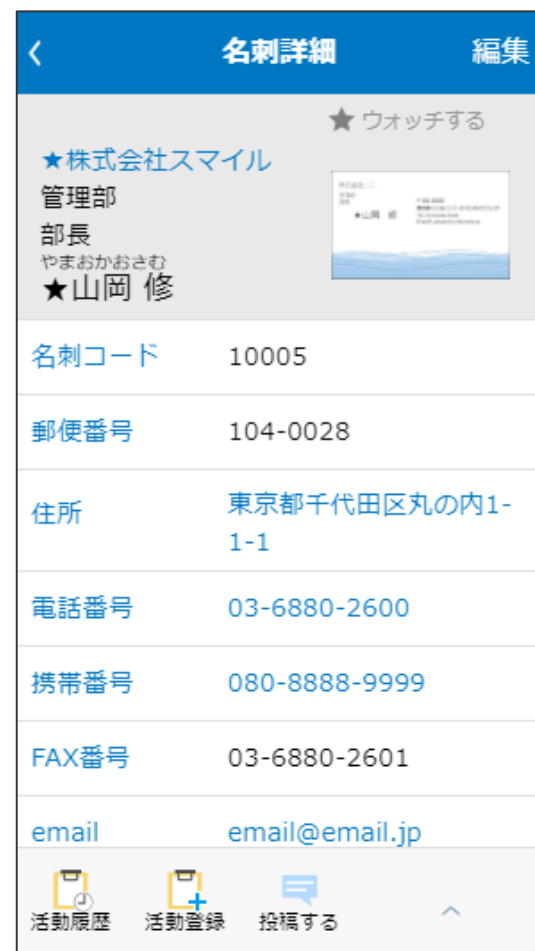 名刺詳細 編集
★ ウォッチする
★株式会社スマイル
管理部
部長
やまおかおさむ
★山岡 修
★山岡 修
名刺コード 10005
郵便番号 104-0028
住所 東京都千代田区丸の内1-
1-1
電話番号 03-6880-2600
携帯番号 080-8888-9999
FAX番号 03-6880-2601
email email@email.jp
活動履歴 活動登録 投稿する